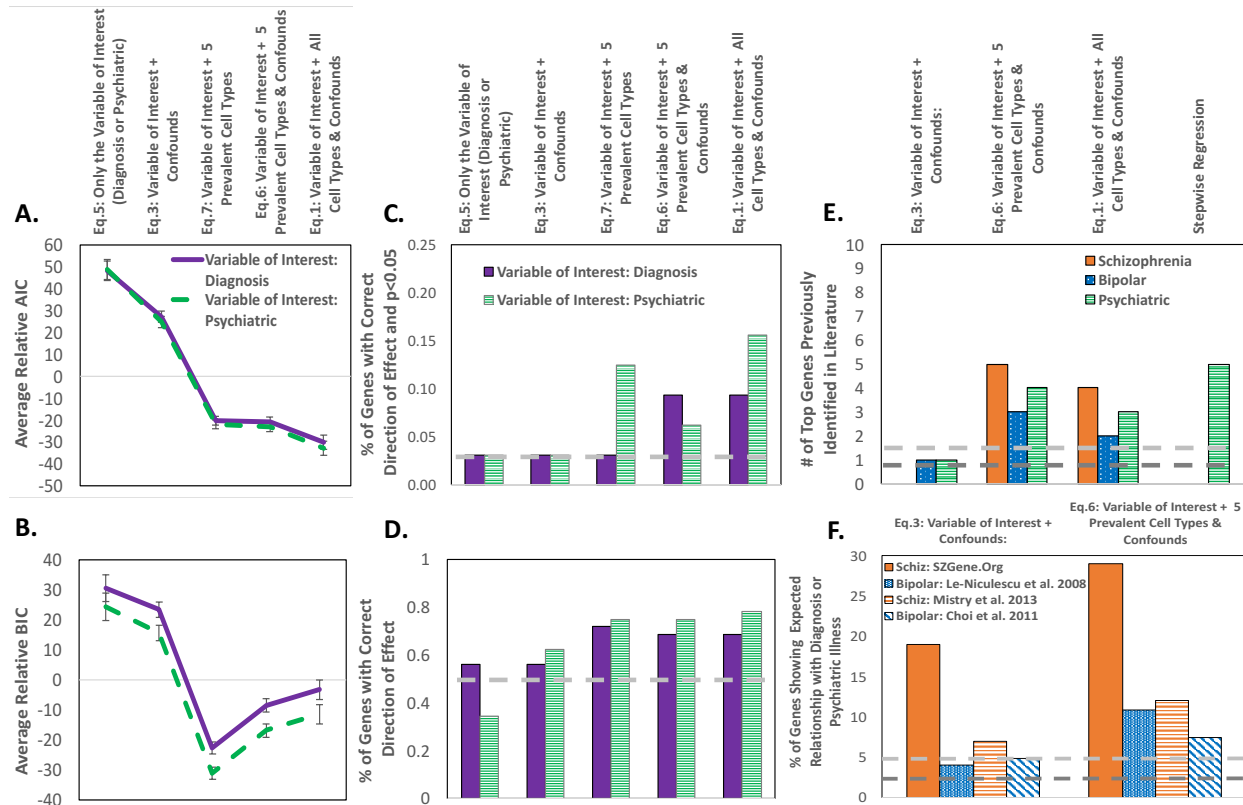 Eq.5: Only the Variable of Interest
(Diagnosis or Psychiatric)
Eq.3: Variable of Interest +
Confounds
Eq.7: Variable of Interest + 5
Prevalent Cell Types
Eq.6: Variable of Interest + 5
Prevalent Cell Types & Confounds
Eq.1: Variable of Interest + All
Cell Types & Confounds
A.
Average Relative AIC
60
50
40
30
20
10
0
-10
-20
-30
-40
-50
Variable of Interest:
Diagnosis
Variable of Interest:
Psychiatric
B.
Average Relative BIC
40
30
20
10
0
-10
-20
-30
-40
Eq.5: Only the Variable of
Interest (Diagnosis or
Psychiatric)
Eq.3: Variable of Interest +
Confounds
Eq.7: Variable of Interest + 5
Prevalent Cell Types
Eq.6: Variable of Interest + 5
Prevalent Cell Types &
Confounds
Eq.1: Variable of Interest + All
Cell Types & Confounds
C.
% of Genes with Correct
Direction of Effect and p<0.05
0.25
0.20
0.15
0.10
0.05
0.00
Variable of Interest: Diagnosis
Variable of Interest: Psychiatric
D.
% of Genes with Correct
Direction of Effect
1
0.8
0.6
0.4
0.2
0
Eq.3: Variable of Interest +
Confounds:
Eq.6: Variable of Interest + 5
Prevalent Cell Types &
Confounds
Eq.1: Variable of Interest + All
Cell Types & Confounds
Stepwise Regression
E.
# of Top Genes Previously
Identified in Literature
10
9
8
7
6
5
4
3
2
1
0
Schizophrenia
Bipolar
Psychiatric
F.
Eq.3: Variable of Interest +
Confounds:
Eq.6: Variable of Interest + 5
Prevalent Cell Types &
Confounds
% of Genes Showing Expected
Relationship with Diagnosis or
Psychiatric Illness
30
25
20
15
10
5
0
Schiz: SZGene.Org
Bipolar: Le-Niculescu et al. 2008
Schiz: Mistry et al. 2013
Bipolar: Choi et al. 2011